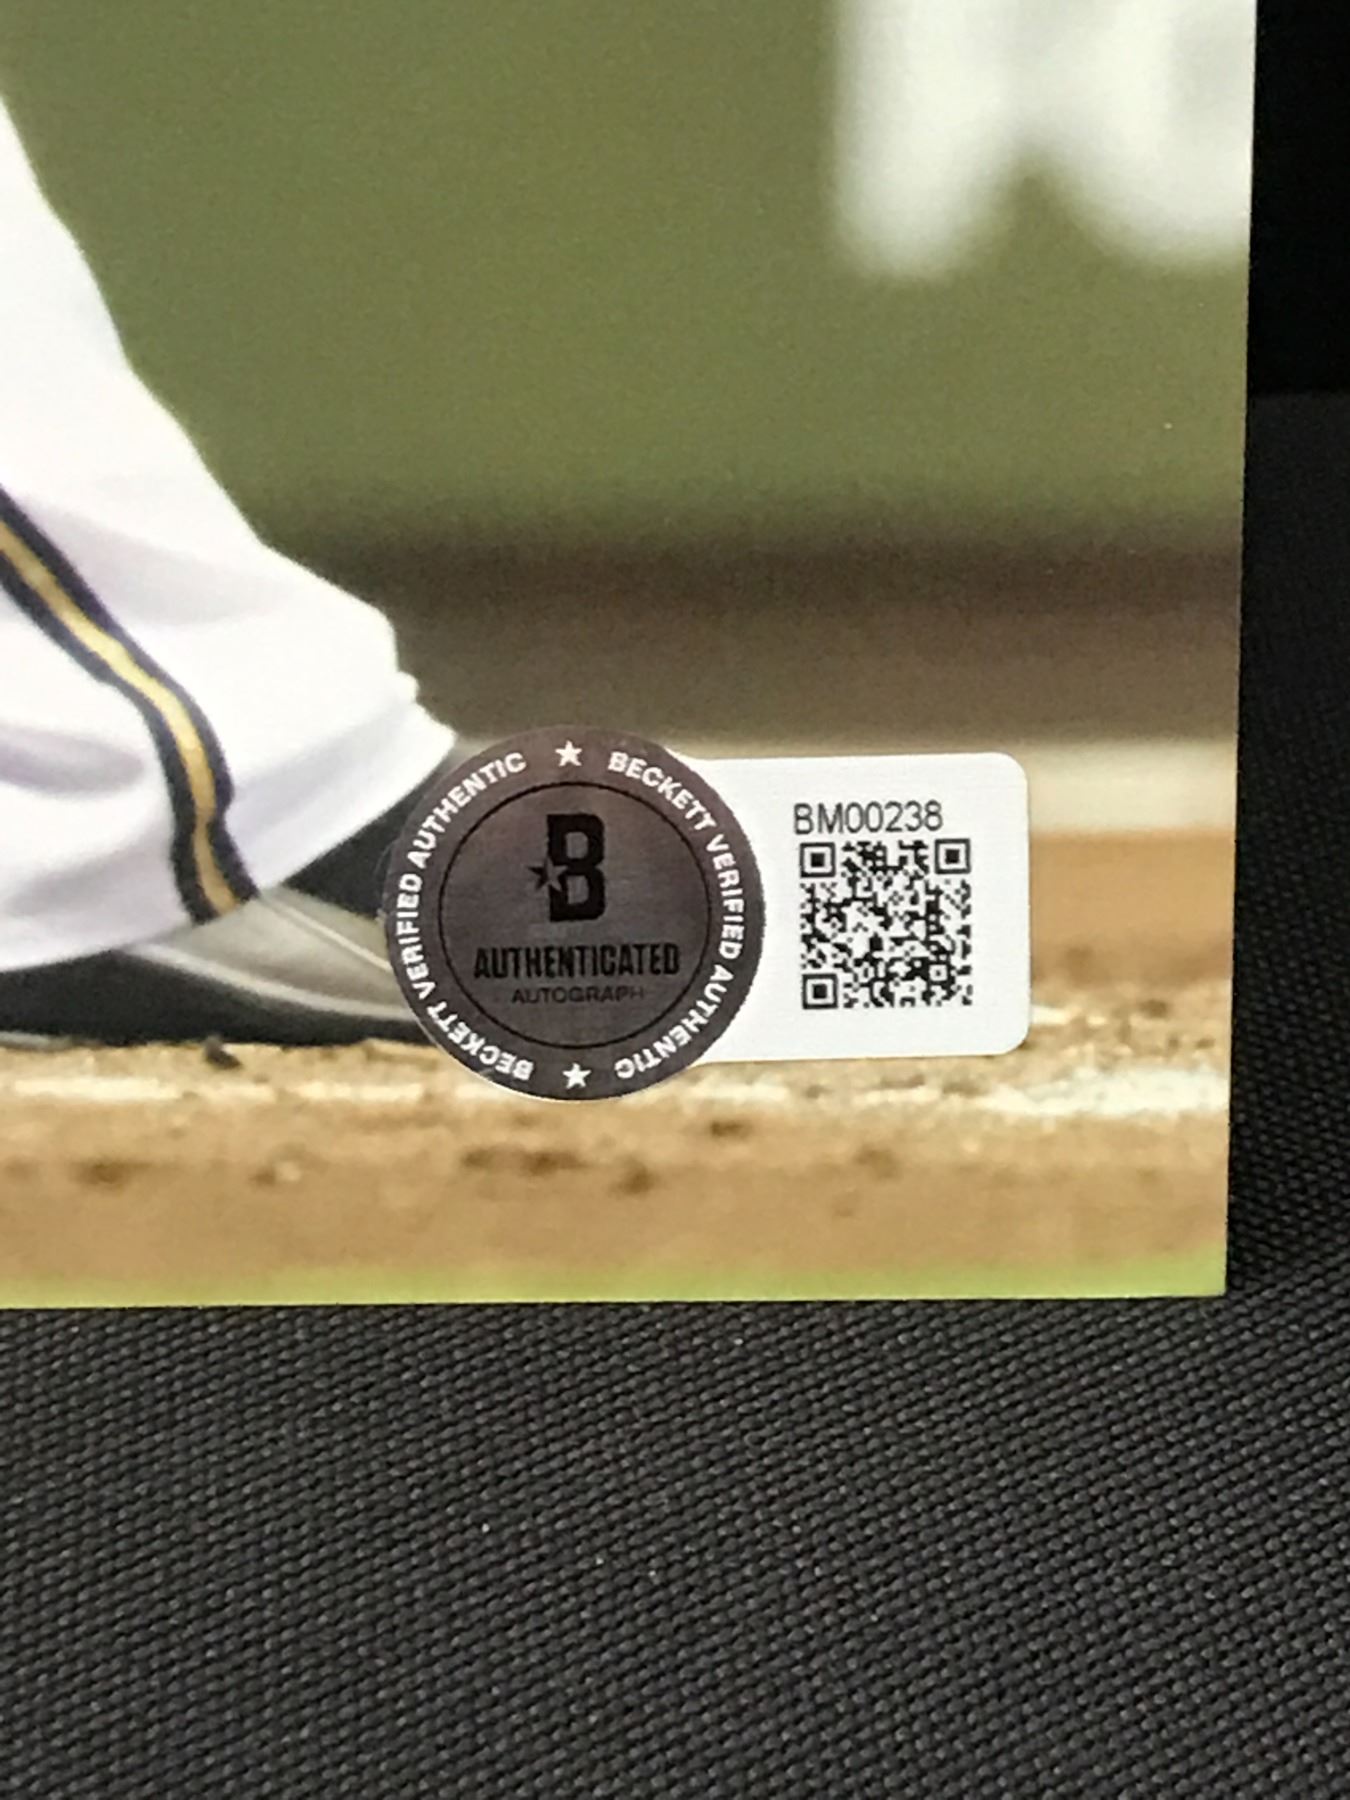 BECKETT VERIFIED AUTHENTIC ★ BECKETT VERIFIED AUTHENTIC ★
B
AUTHENTICATED
AUTOGRAPH
BM00238